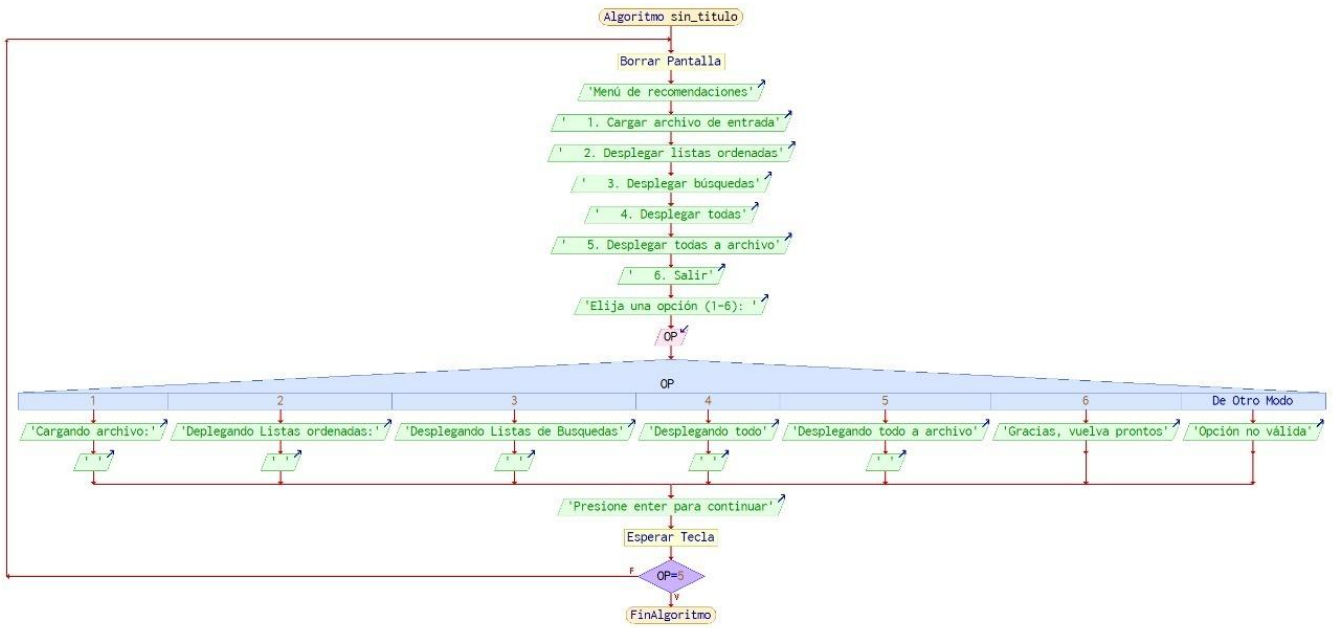 Algoritmo sin_titulo
Borrar Pantalla
'Menú de recomendaciones'
'   1. Cargar archivo de entrada'
'   2. Desplegar listas ordenadas'
'   3. Desplegar búsquedas'
'   4. Desplegar todas'
'   5. Desplegar todas a archivo'
'   6. Salir'
'Elija una opción (1-6): '
OP
OP
1 2 3 4 5 6 De Otro Modo
'Cargando archivo:' 'Deplegando Listas ordenadas:' 'Desplegando Listas de Busquedas' 'Desplegando todo' 'Desplegando todo a archivo' 'Gracias, vuelva prontos' 'Opción no válida'
' ' ' ' ' ' ' ' ' '
'Presione enter para continuar'
Esperar Tecla
F OP=5
V
FinAlgoritmo